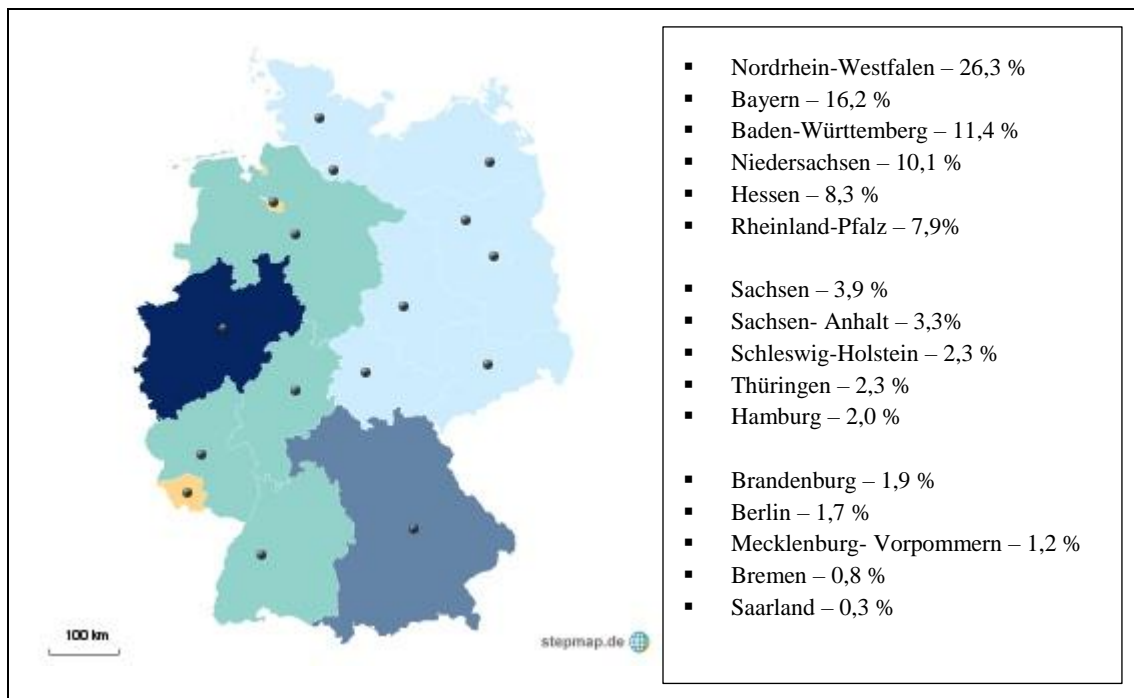 ▪ Nordrhein-Westfalen – 26,3 %
▪ Bayern – 16,2 %
▪ Baden-Württemberg – 11,4 %
▪ Niedersachsen – 10,1 %
▪ Hessen – 8,3 %
▪ Rheinland-Pfalz – 7,9%
▪ Sachsen – 3,9 %
▪ Sachsen- Anhalt – 3,3%
▪ Schleswig-Holstein – 2,3 %
▪ Thüringen – 2,3 %
▪ Hamburg – 2,0 %
▪ Brandenburg – 1,9 %
▪ Berlin – 1,7 %
▪ Mecklenburg- Vorpommern – 1,2 %
▪ Bremen – 0,8 %
▪ Saarland – 0,3 %
100 km
stepmap.de